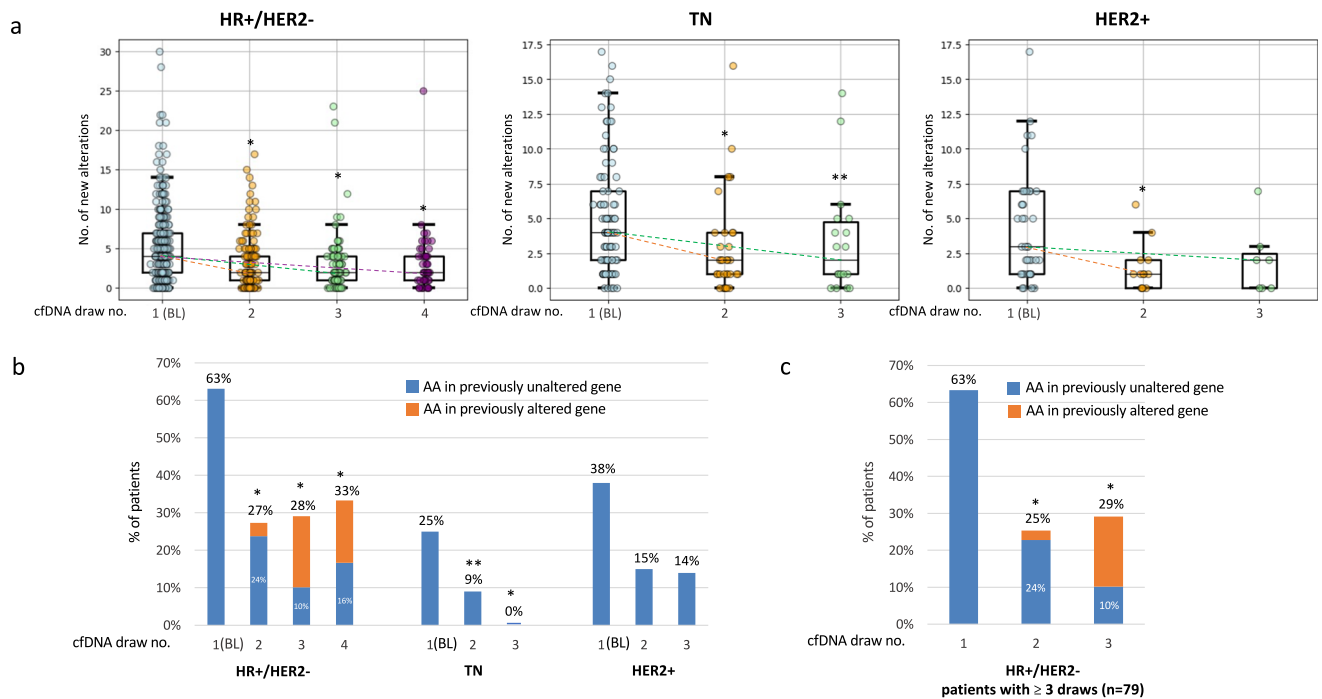 a
HR+/HER2-
TN
HER2+
No. of new alterations
30
25
20
15
10
5
0
*
*
*
cfDNA draw no.
1 (BL)
2
3
4
No. of new alterations
17.5
15.0
12.5
10.0
7.5
5.0
2.5
0.0
*
**
cfDNA draw no.
1 (BL)
2
3
No. of new alterations
17.5
15.0
12.5
10.0
7.5
5.0
2.5
0.0
*
cfDNA draw no.
1 (BL)
2
3
b
% of patients
70%
60%
50%
40%
30%
20%
10%
0%
AA in previously unaltered gene
AA in previously altered gene
63%
*
27%
24%
*
28%
10%
*
33%
16%
25%
**
9%
*
0%
38%
15%
14%
cfDNA draw no.
1(BL) 2 3 4
1(BL) 2 3
1(BL) 2 3
HR+/HER2-
TN
HER2+
c
% of patients
70%
60%
50%
40%
30%
20%
10%
0%
AA in previously unaltered gene
AA in previously altered gene
63%
*
25%
24%
*
29%
10%
cfDNA draw no.
1 2 3
HR+/HER2-
patients with ≥ 3 draws (n=79)